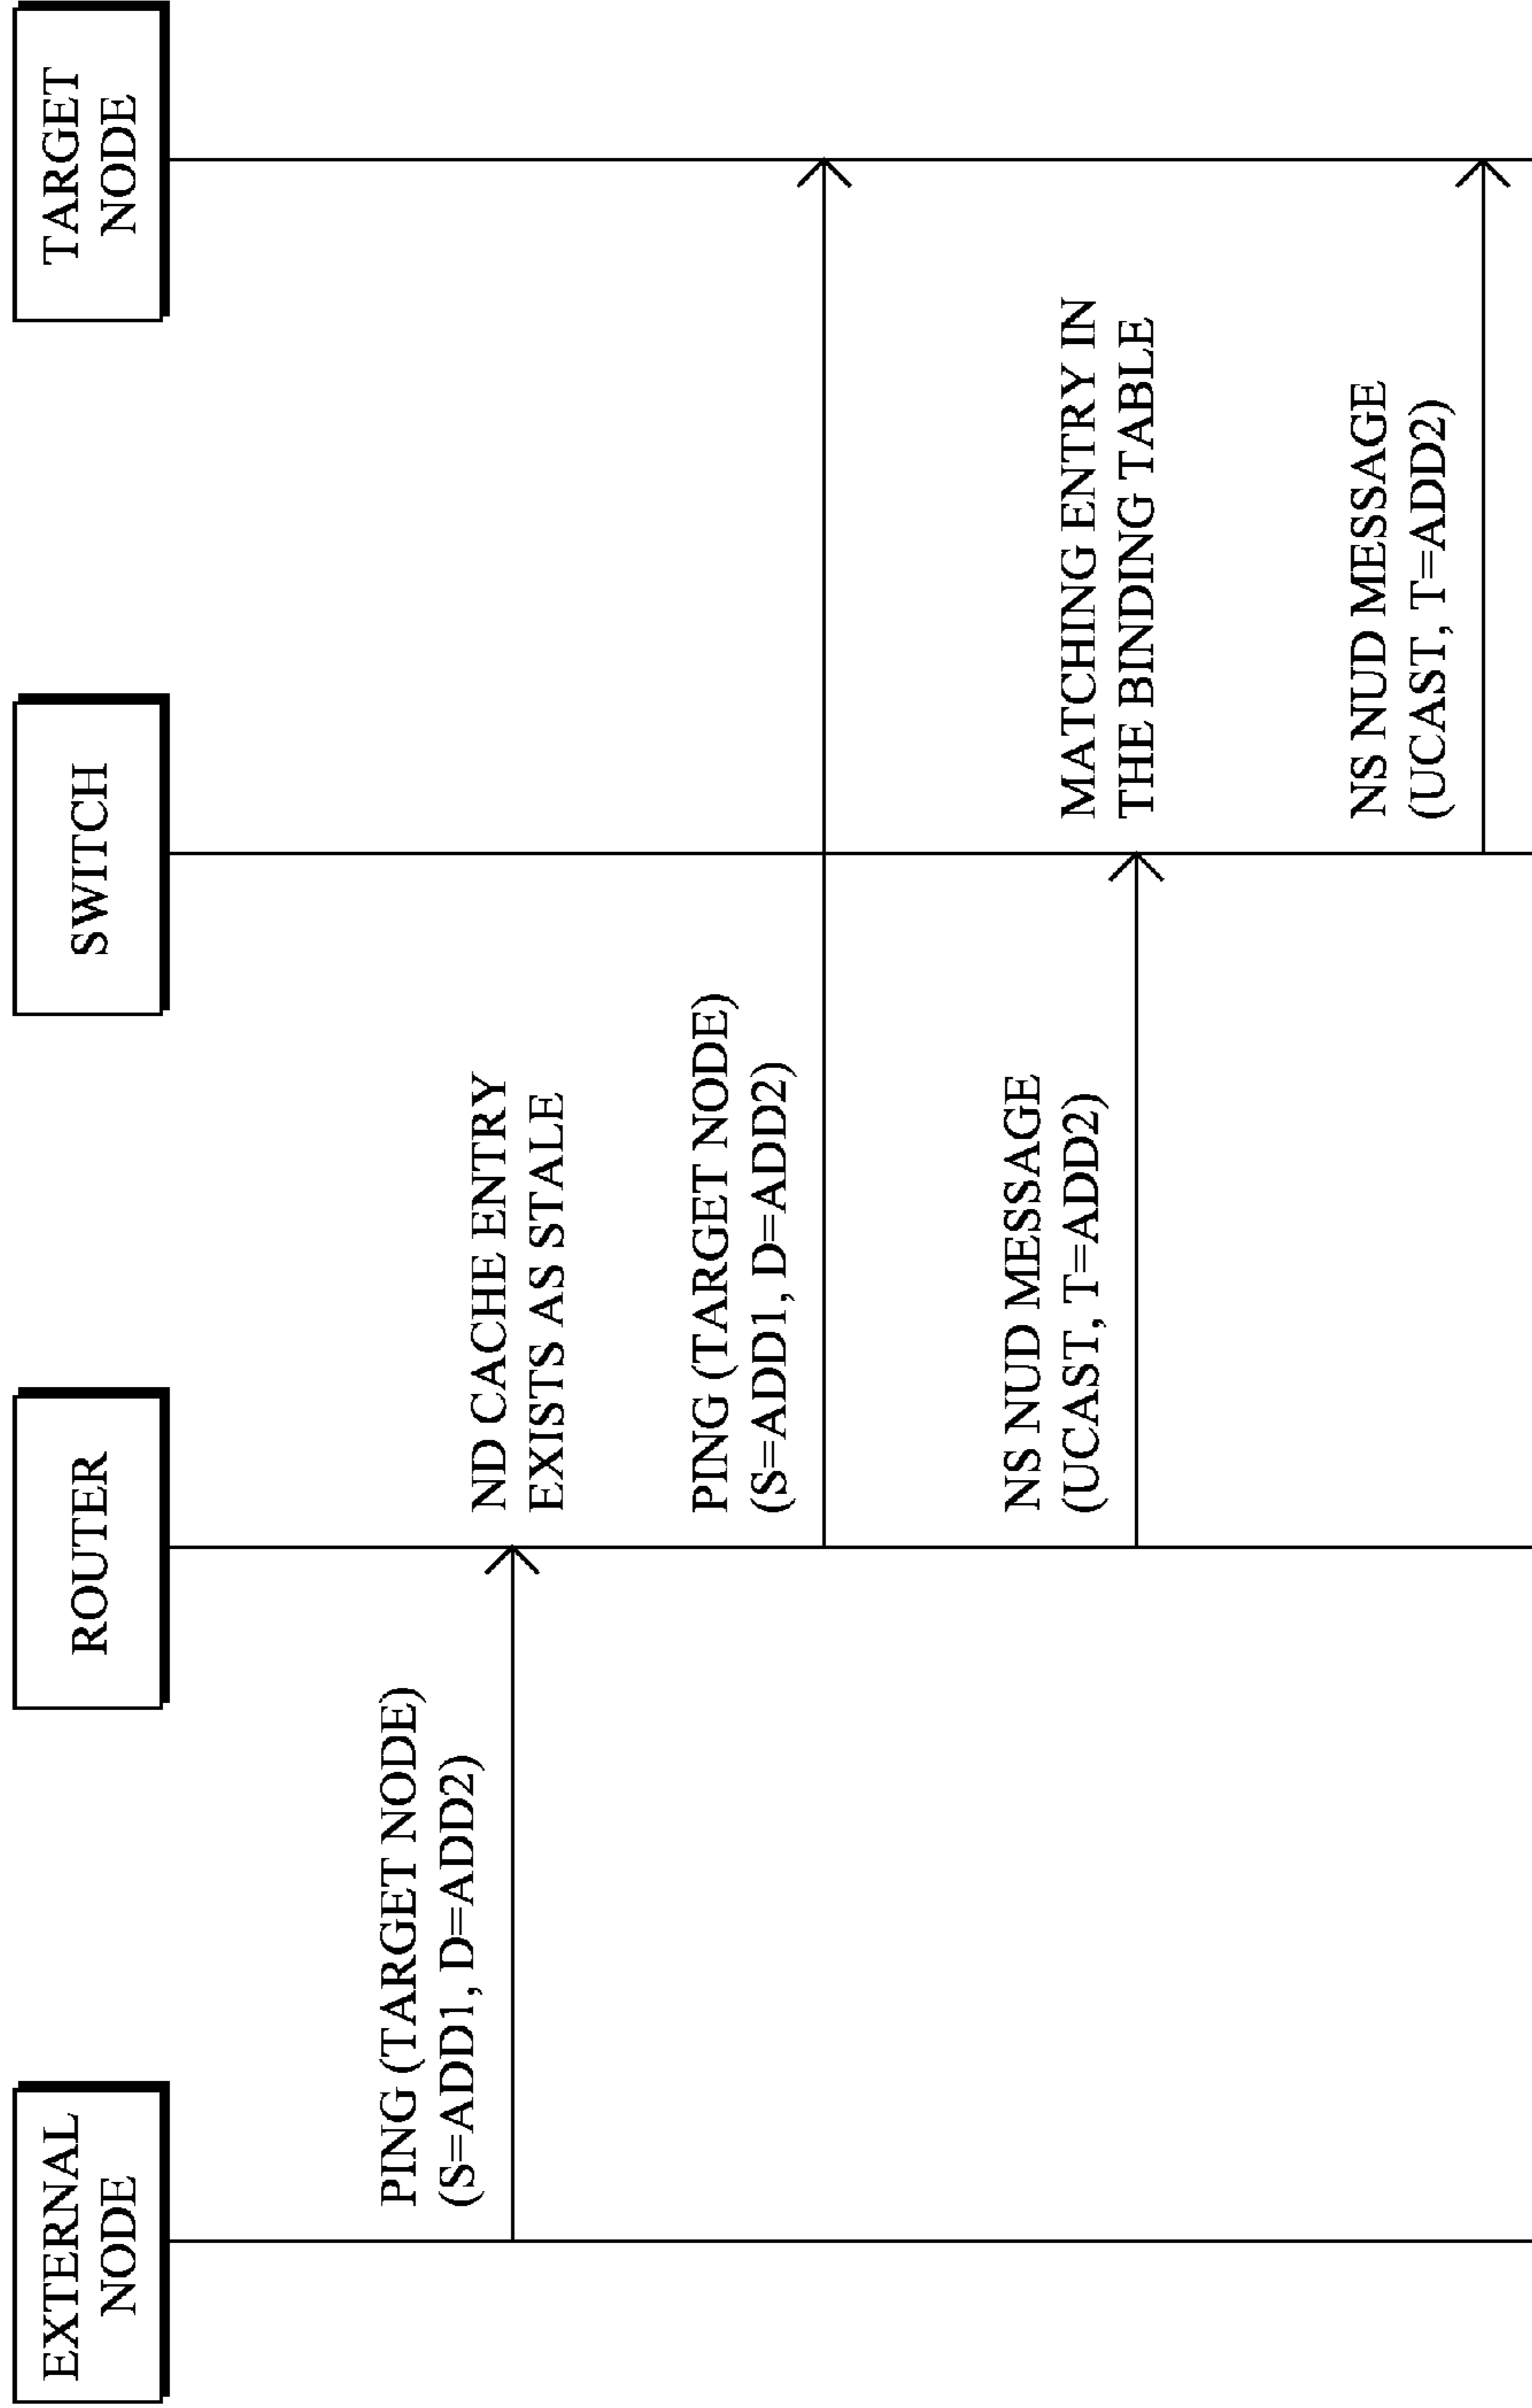 EXTERNAL
NODE
ROUTER
SWITCH
TARGET
NODE
PING (TARGET NODE)
(S=ADD1, D=ADD2)
ND CACHE ENTRY
EXISTS AS STALE
PING (TARGET NODE)
(S=ADD1, D=ADD2)
NS NUD MESSAGE
(UCAST, T=ADD2)
MATCHING ENTRY IN
THE BINDING TABLE
NS NUD MESSAGE
(UCAST, T=ADD2)